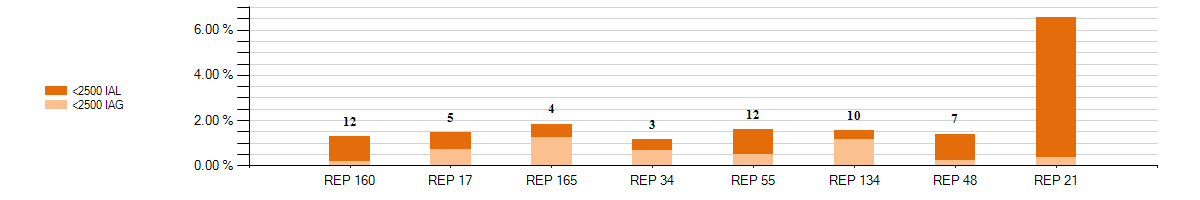 6.00 %
4.00 %
2.00 %
0.00 %
<2500 IAL
<2500 IAG
12
5
4
3
12
10
7
REP 160
REP 17
REP 165
REP 34
REP 55
REP 134
REP 48
REP 21